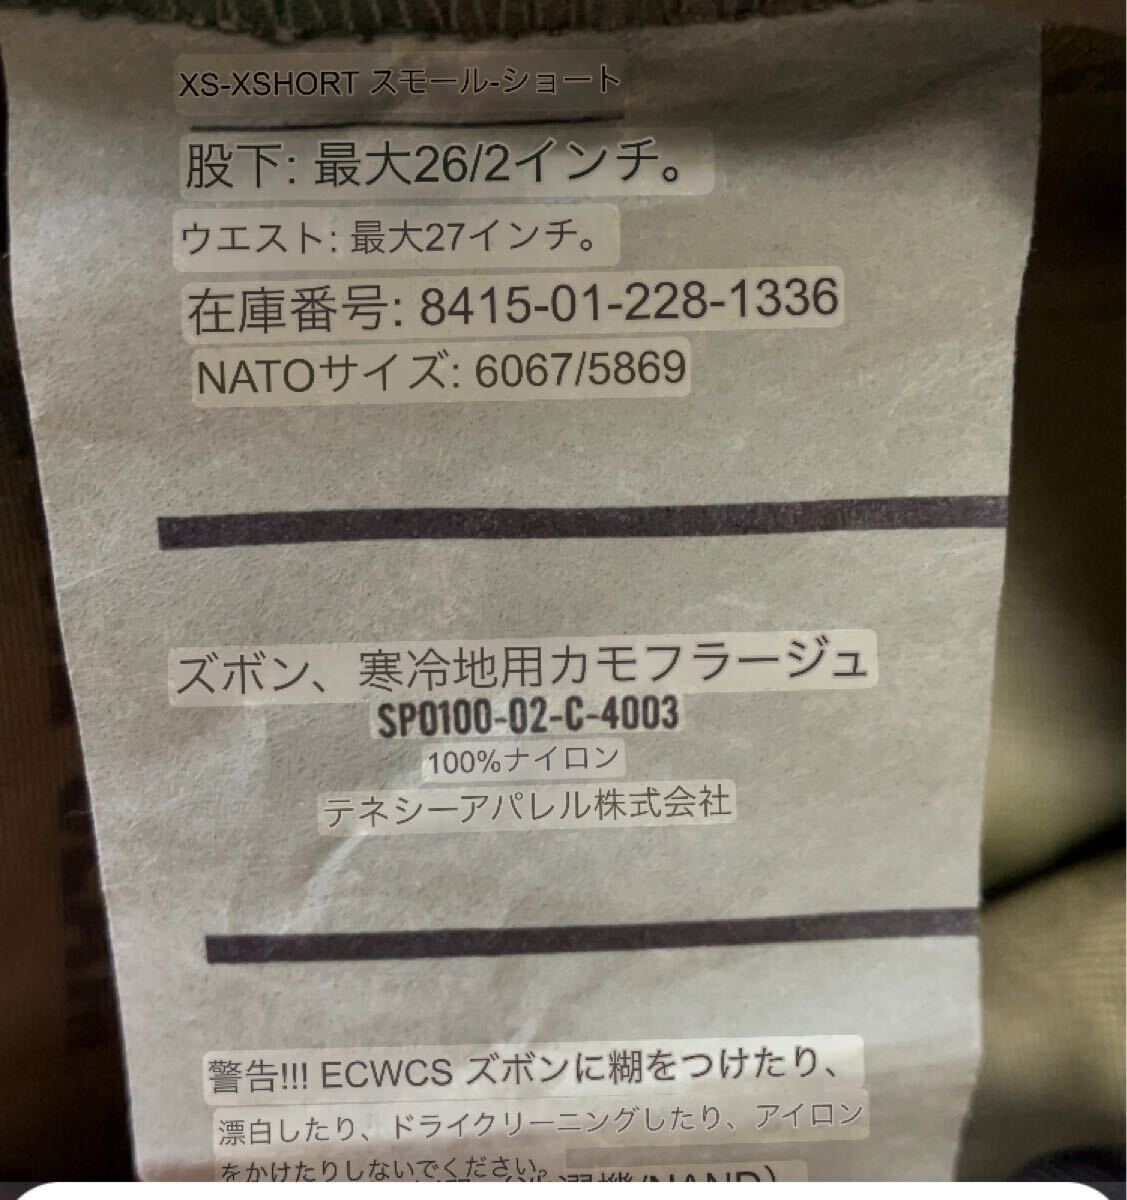 XS-XSHORT スモール-ショート
股下: 最大26/2インチ。
ウエスト: 最大27インチ。
在庫番号: 8415-01-228-1336
NATOサイズ: 6067/5869
ズボン、寒冷地用カモフラージュ
SP0100-02-C-4003
100%ナイロン
テネシーアパレル株式会社
警告!!! ECWCS ズボンに糊をつけたり、
漂白したり、ドライクリーニングしたり、アイロン
をかけたりしないでください。